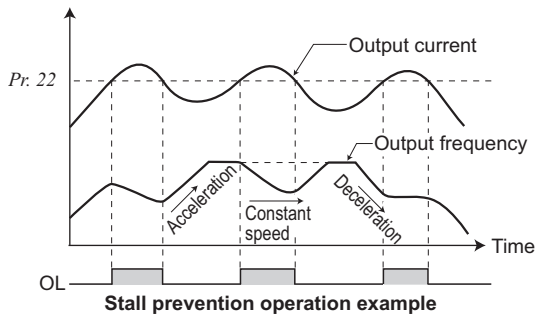 Output current
Pr. 22
Output frequency
Acceleration
Constant
speed
Deceleration
Time
OL
Stall prevention operation example